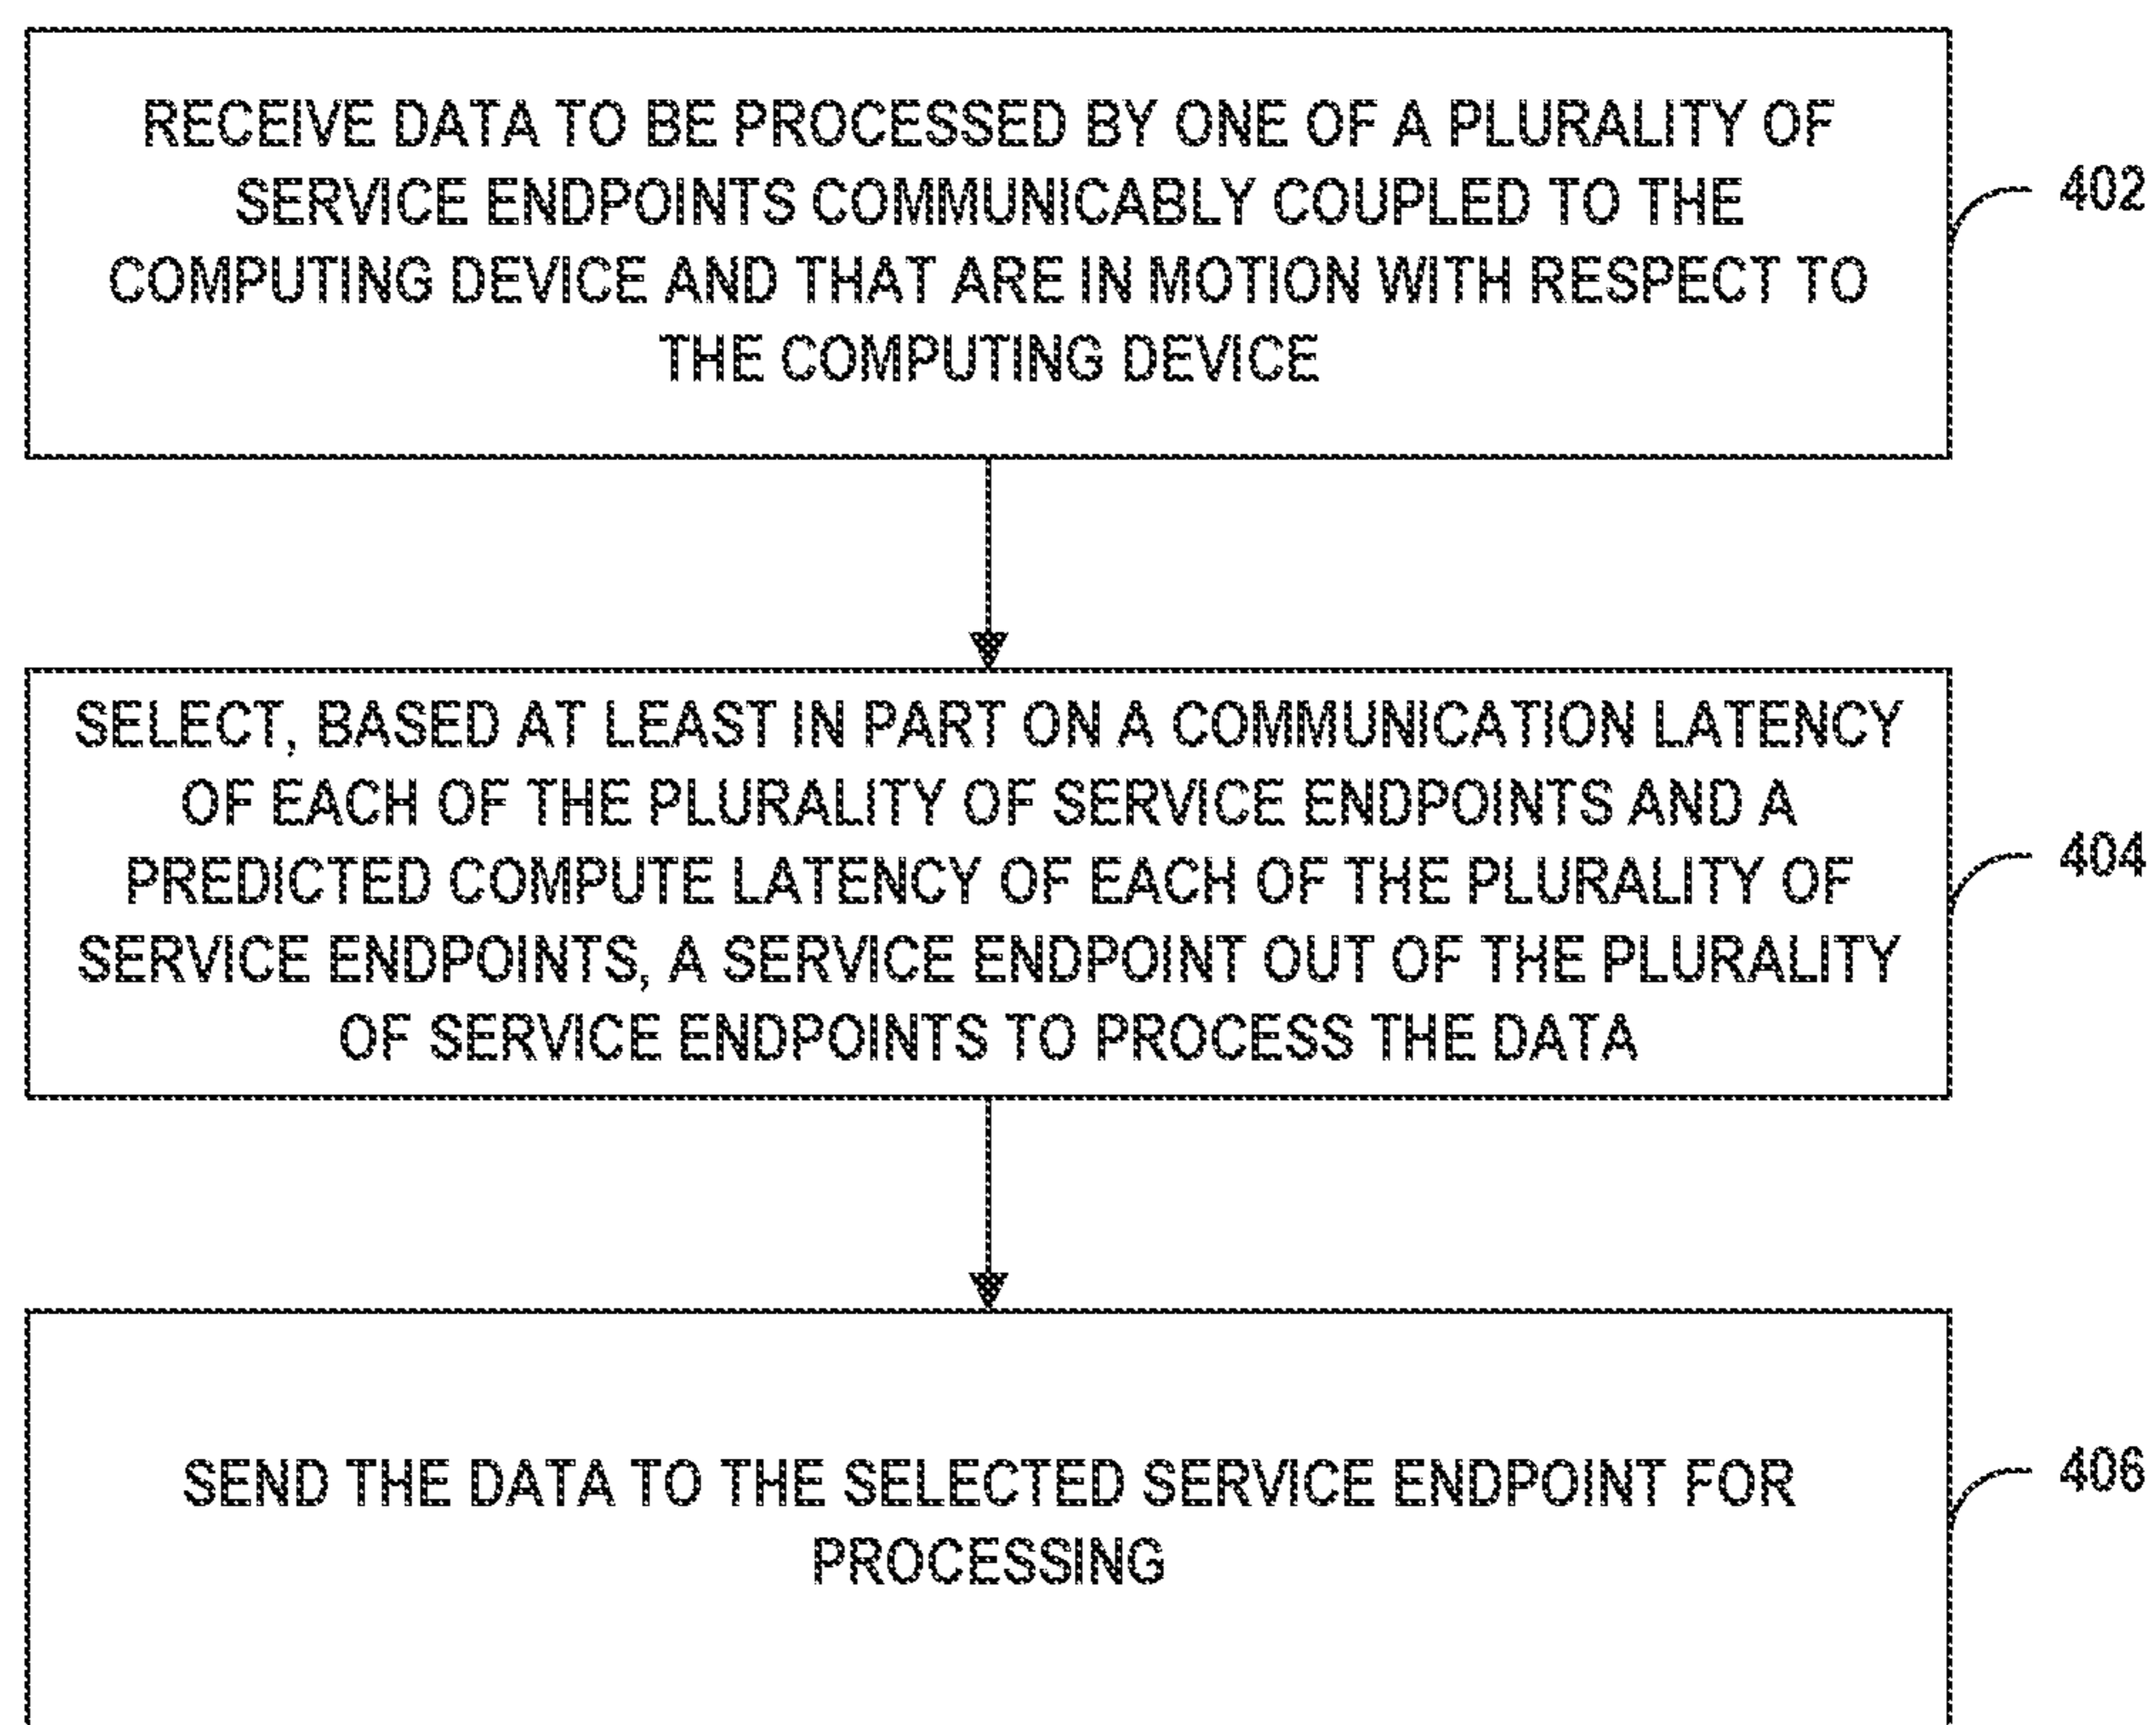 RECEIVE DATA TO BE PROCESSED BY ONE OF A PLURALITY OF
SERVICE ENDPOINTS COMMUNICABLY COUPLED TO THE
COMPUTING DEVICE AND THAT ARE IN MOTION WITH RESPECT TO
THE COMPUTING DEVICE
402
SELECT, BASED AT LEAST IN PART ON A COMMUNICATION LATENCY
OF EACH OF THE PLURALITY OF SERVICE ENDPOINTS AND A
PREDICTED COMPUTE LATENCY OF EACH OF THE PLURALITY OF
SERVICE ENDPOINTS, A SERVICE ENDPOINT OUT OF THE PLURALITY
OF SERVICE ENDPOINTS TO PROCESS THE DATA
404
SEND THE DATA TO THE SELECTED SERVICE ENDPOINT FOR
PROCESSING
406